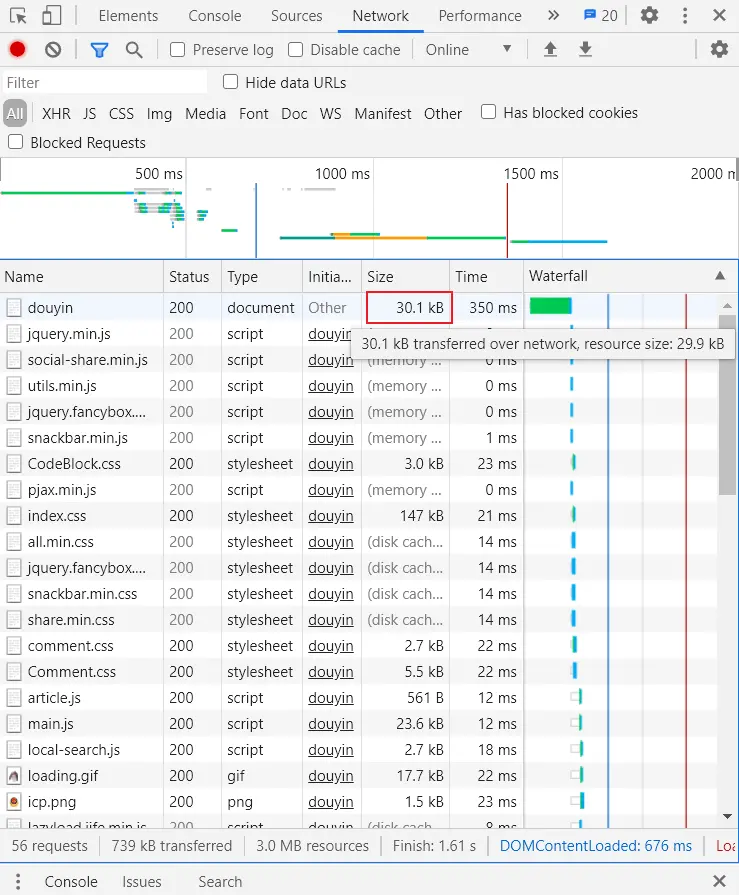 Elements Console Sources Network Performance » 20
Preserve log Disable cache Online
Filter Hide data URLs
All XHR JS CSS Img Media Font Doc WS Manifest Other Has blocked cookies
Blocked Requests
500 ms 1000 ms 1500 ms 2000 m
Name Status Type Initia... Size Time Waterfall
douyin 200 document Other 30.1 kB 350 ms
jquery.min.js 200 script douyin
30.1 kB transferred over network, resource size: 29.9 kB
social-share.min.js 200 script douyin (memory ... 0 ms
utils.min.js 200 script douyin (memory ... 0 ms
jquery.fancybox.... 200 script douyin (memory ... 0 ms
snackbar.min.js 200 script douyin (memory ... 1 ms
CodeBlock.css 200 stylesheet douyin 3.0 kB 23 ms
pjax.min.js 200 script douyin (memory ... 0 ms
index.css 200 stylesheet douyin 147 kB 21 ms
all.min.css 200 stylesheet douyin (disk cach... 14 ms
jquery.fancybox.... 200 stylesheet douyin (disk cach... 14 ms
snackbar.min.css 200 stylesheet douyin (disk cach... 14 ms
share.min.css 200 stylesheet douyin (disk cach... 14 ms
comment.css 200 stylesheet douyin 2.7 kB 22 ms
Comment.css 200 stylesheet douyin 5.5 kB 22 ms
article.js 200 script douyin 561 B 12 ms
main.js 200 script douyin 23.6 kB 12 ms
local-search.js 200 script douyin 2.7 kB 18 ms
loading.gif 200 gif douyin 17.7 kB 22 ms
icp.png 200 png douyin 1.5 kB 23 ms
lazyload.iife.min.js 200 script douyin (disk cach... 8 ms
56 requests 739 kB transferred 3.0 MB resources Finish: 1.61 s DOMContentLoaded: 676 ms Loa
Console Issues Search